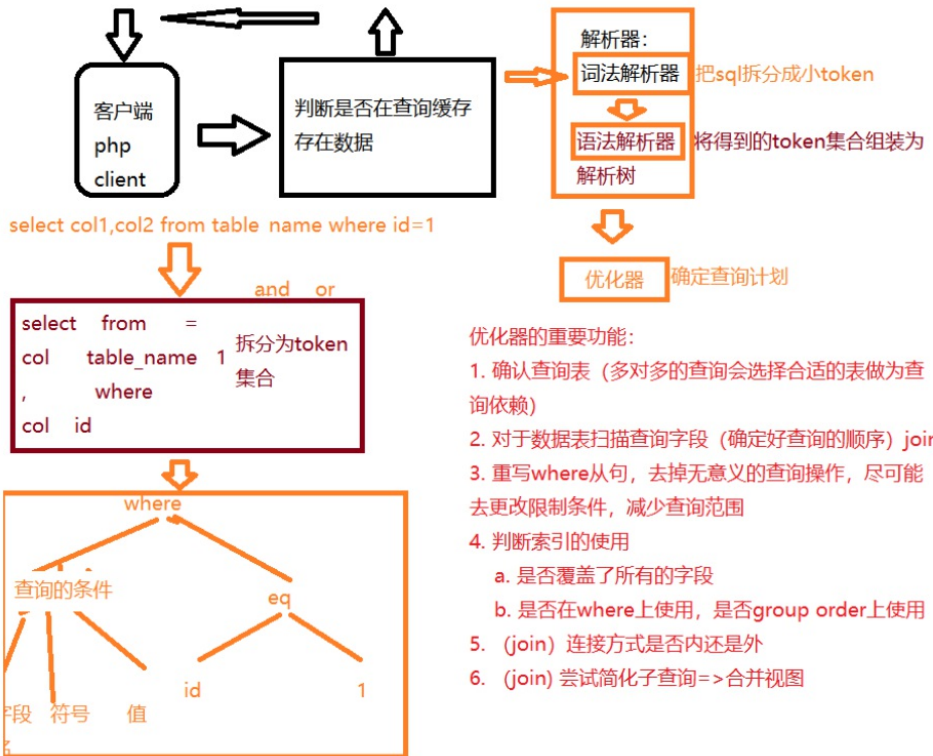 客户端
php
client
判断是否在查询缓存
存在数据
解析器：
词法解析器 把sql拆分成小token
语法解析器 将得到的token集合组装为
解析树
优化器 确定查询计划
select col1,col2 from table name where id=1
and or
select from =
col table_name 1
, where
col id
拆分为token
集合
where
查询的条件
eq
字段 符号 值
id 1
优化器的重要功能：
1. 确认查询表（多对多的查询会选择合适的表做为查
询依赖）
2. 对于数据表扫描查询字段（确定好查询的顺序）join
3. 重写where从句，去掉无意义的查询操作，尽可能
去更改限制条件，减少查询范围
4. 判断索引的使用
a. 是否覆盖了所有的字段
b. 是否在where上使用，是否group order上使用
5. （join）连接方式是否内还是外
6. （join) 尝试简化子查询=>合并视图